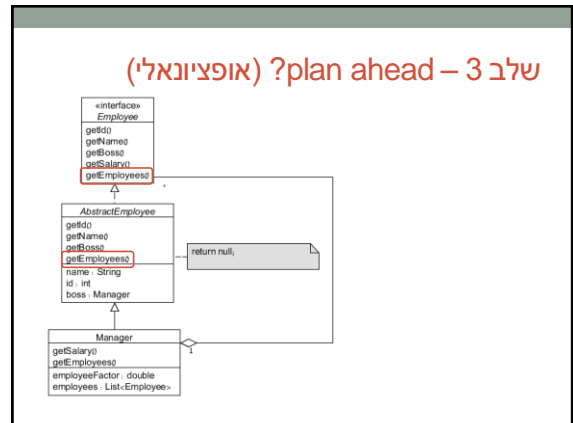 שלב 3 – plan ahead? (אופציונאלי)
«interface»
Employee
getId()
getName()
getBoss()
getSalary()
getEmployees()
*
AbstractEmployee
getId()
getName()
getBoss()
getEmployees()
name : String
id : int
boss : Manager
return null;
Manager
getSalary()
getEmployees()
employeeFactor : double
employees : List<Employee>
1